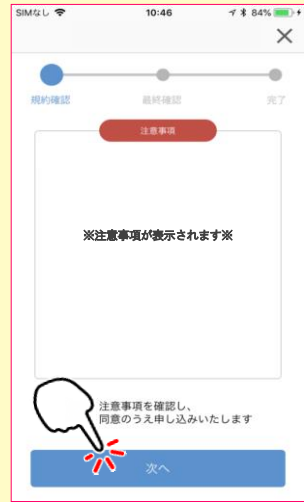 SIMなし 10:46 84%
規約確認 最終確認 完了
注意事項
※注意事項が表示されます※
注意事項を確認し、
同意のうえ申し込みいたします
次へ